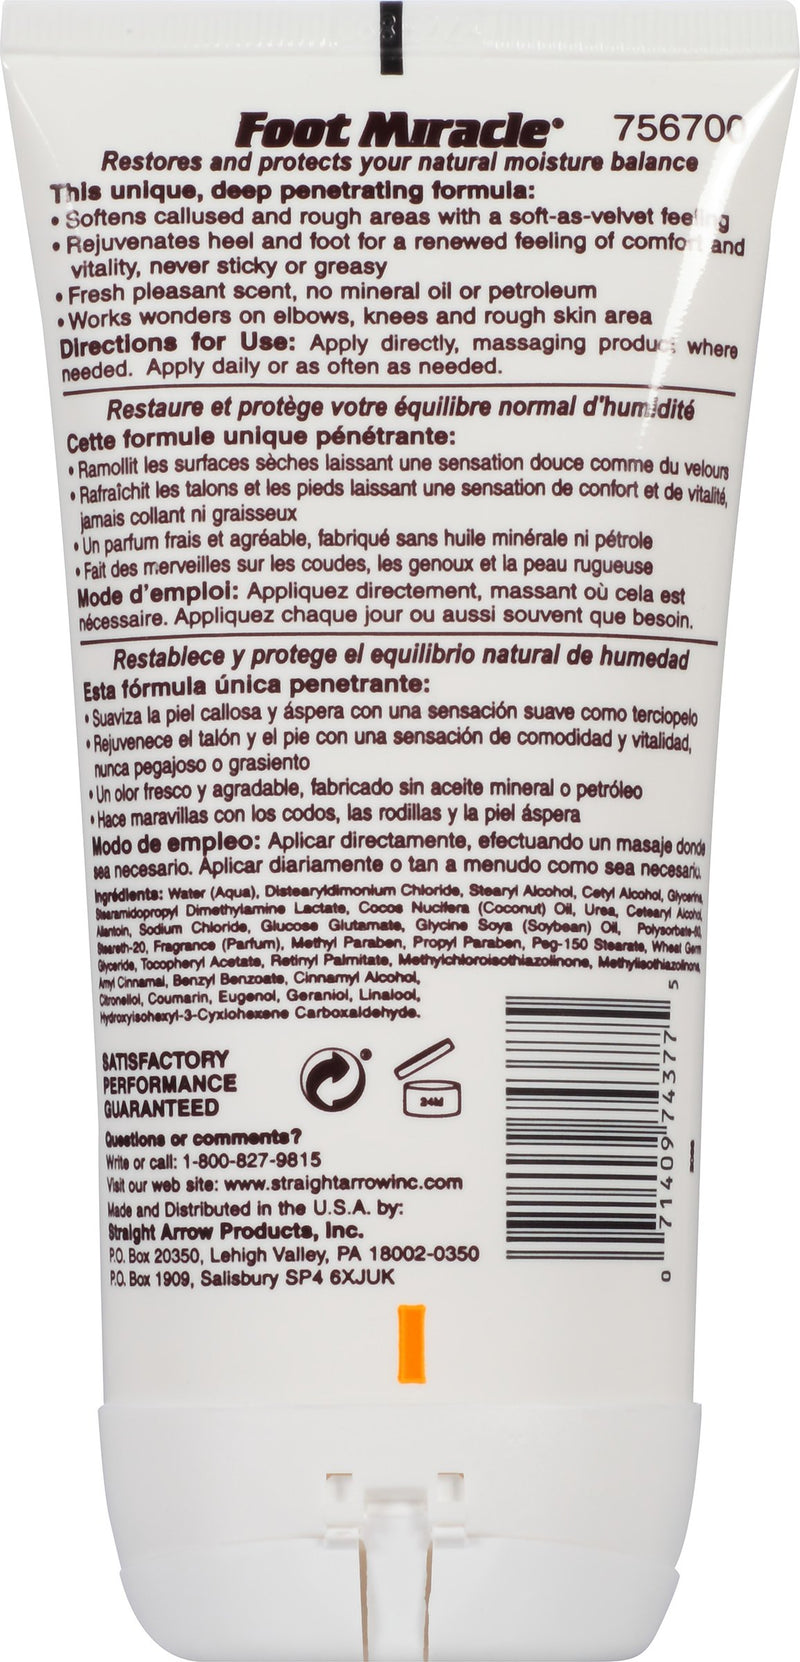 Foot Miracle® 756700
Restores and protects your natural moisture balance
This unique, deep penetrating formula:
• Softens callused and rough areas with a soft-as-velvet feeling
• Rejuvenates heel and foot for a renewed feeling of comfort and
vitality, never sticky or greasy
• Fresh pleasant scent, no mineral oil or petroleum
• Works wonders on elbows, knees and rough skin area
Directions for Use: Apply directly, massaging product where
needed. Apply daily or as often as needed.
Restaure et protège votre équilibre normal d'humidité
Cette formule unique pénétrante:
• Ramollit les surfaces sèches laissant une sensation douce comme du velours
• Rafraîchit les talons et les pieds laissant une sensation de confort et de vitalité,
jamais collant ni graisseux
• Un parfum frais et agréable, fabriqué sans huile minérale ni pétrole
• Fait des merveilles sur les coudes, les genoux et la peau rugueuse
Mode d'emploi: Appliquez directement, massant où cela est
nécessaire. Appliquez chaque jour ou aussi souvent que besoin.
Restablece y protege el equilibrio natural de humedad
Esta fórmula única penetrante:
• Suaviza la piel callosa y áspera con una sensación suave como terciopelo
• Rejuvenece el talón y el pie con una sensación de comodidad y vitalidad,
nunca pegajoso o grasiento
• Un olor fresco y agradable, fabricado sin aceite mineral o petróleo
• Hace maravillas con los codos, las rodillas y la piel áspera
Modo de empleo: Aplicar directamente, efectuando un masaje donde
sea necesario. Aplicar diariamente o tan a menudo como sea necesario.
Ingrédients: Water (Aqua), Distearyldimonium Chloride, Stearyl Alcohol, Cetyl Alcohol, Glycerine,
Stearamidopropyl Dimethylamine Lactate, Cocos Nucifera (Coconut) Oil, Urea, Cetearyl Alcohol,
Allantoin, Sodium Chloride, Glucose Glutamate, Glycine Soya (Soybean) Oil, Polysorbate-60,
Steareth-20, Fragrance (Parfum), Methyl Paraben, Propyl Paraben, Peg-150 Stearate, Wheat Germ
Glyceride, Tocopheryl Acetate, Retinyl Palmitate, Methylchloroisothiazolinone, Methylisothiazolinone,
Amyl Cinnamal, Benzyl Benzoate, Cinnamyl Alcohol,
Citronellol, Coumarin, Eugenol, Geraniol, Linalool,
Hydroxyisohexyl-3-Cyxlohexene Carboxaldehyde.
SATISFACTORY
PERFORMANCE
GUARANTEED
24M
Questions or comments?
Write or call: 1-800-827-9815
Visit our web site: www.straightarrowinc.com
Made and Distributed in the U.S.A. by:
Straight Arrow Products, Inc.
P.O. Box 20350, Lehigh Valley, PA 18002-0350
P.O. Box 1909, Salisbury SP4 6XJUK
0 71409 74377 5